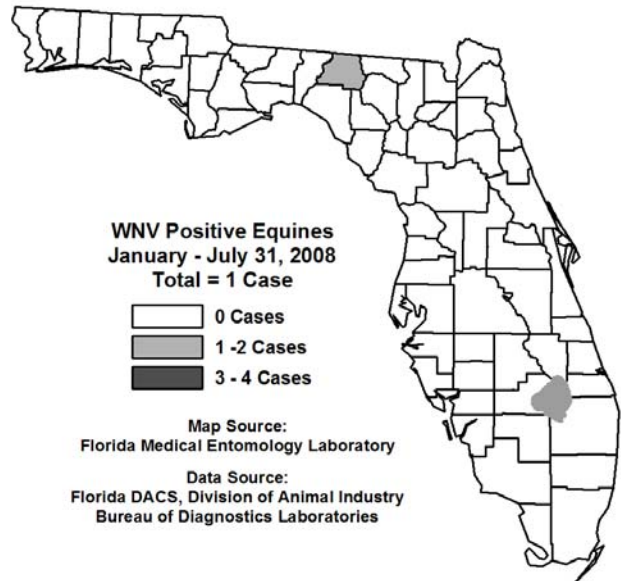 WNV Positive Equines
January - July 31, 2008
Total = 1 Case
0 Cases
1 -2 Cases
3 - 4 Cases
Map Source:
Florida Medical Entomology Laboratory
Data Source:
Florida DACS, Division of Animal Industry
Bureau of Diagnostics Laboratories